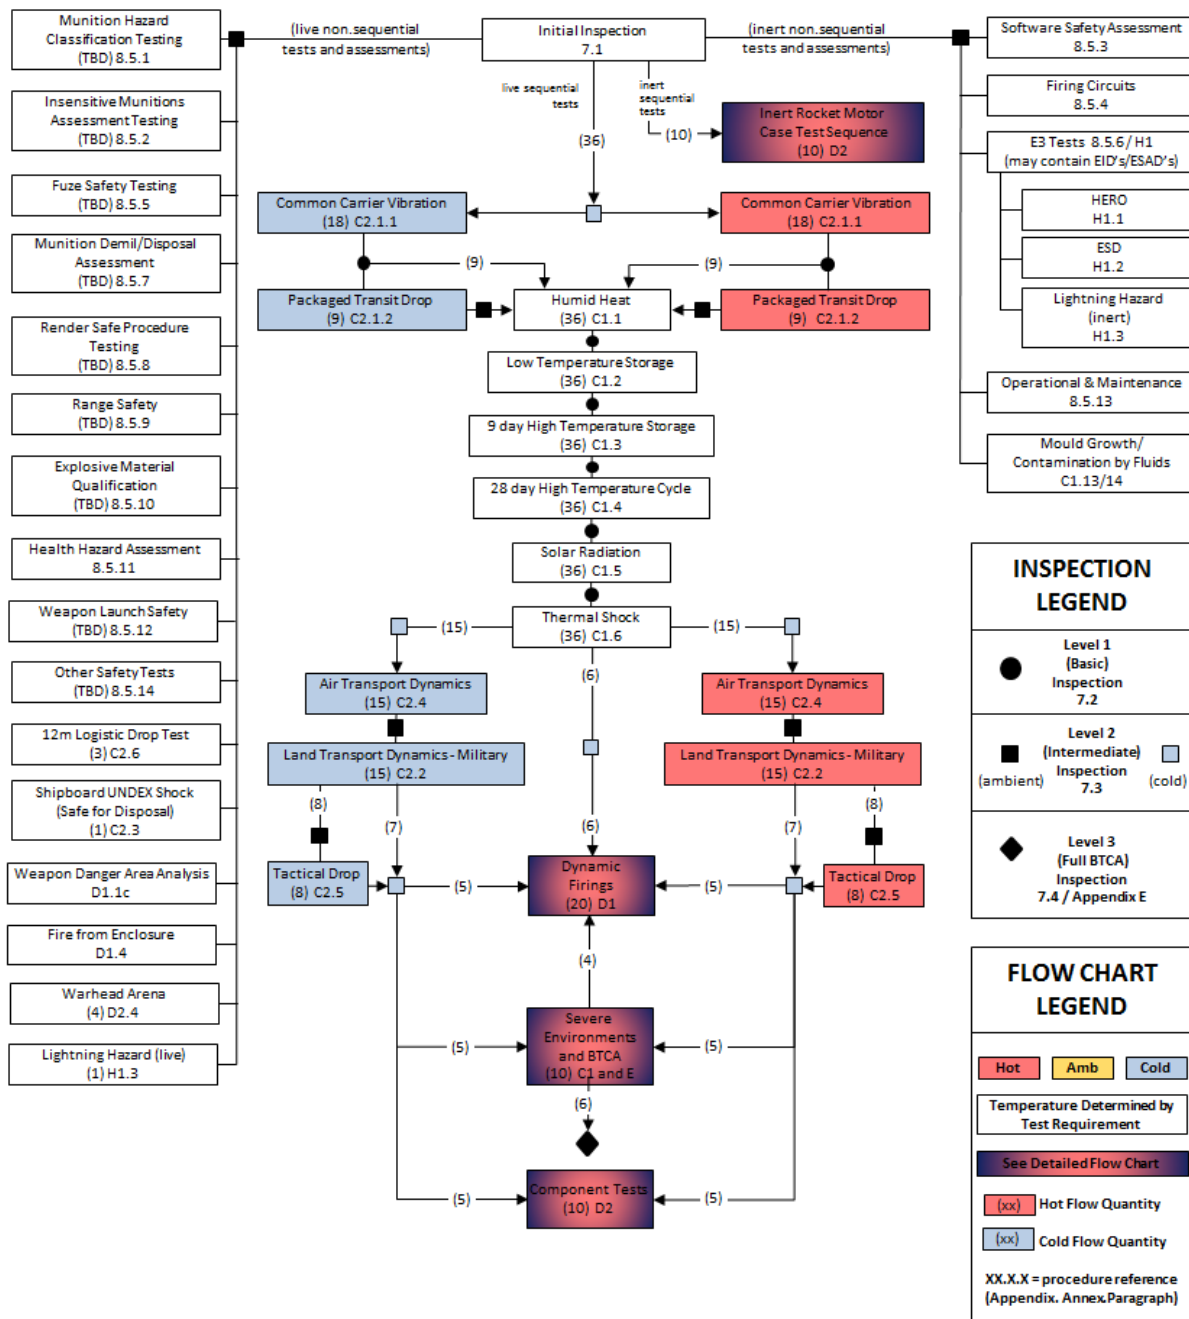 Munition Hazard
Classification Testing
(TBD) 8.5.1
Insensitive Munitions
Assessment Testing
(TBD) 8.5.2
Fuze Safety Testing
(TBD) 8.5.5
Munition Demil/Disposal
Assessment
(TBD) 8.5.7
Render Safe Procedure
Testing
(TBD) 8.5.8
Range Safety
(TBD) 8.5.9
Explosive Material
Qualification
(TBD) 8.5.10
Health Hazard Assessment
8.5.11
Weapon Launch Safety
(TBD) 8.5.12
Other Safety Tests
(TBD) 8.5.14
12m Logistic Drop Test
(3) C2.6
Shipboard UNDEX Shock
(Safe for Disposal)
(1) C2.3
Weapon Danger Area Analysis
D1.1c
Fire from Enclosure
D1.4
Warhead Arena
(4) D2.4
Lightning Hazard (live)
(1) H1.3
(live non.sequential
tests and assessments)
Initial Inspection
7.1
(inert non.sequential
tests and assessments)
live sequential
tests
inert
sequential
tests
(36)
(10)
Inert Rocket Motor
Case Test Sequence
(10) D2
Common Carrier Vibration
(18) C2.1.1
Common Carrier Vibration
(18) C2.1.1
(9)
(9)
Packaged Transit Drop
(9) C2.1.2
Humid Heat
(36) C1.1
Packaged Transit Drop
(9) C2.1.2
Low Temperature Storage
(36) C1.2
9 day High Temperature Storage
(36) C1.3
28 day High Temperature Cycle
(36) C1.4
Solar Radiation
(36) C1.5
Thermal Shock
(36) C1.6
(15)
(15)
(6)
Air Transport Dynamics
(15) C2.4
Air Transport Dynamics
(15) C2.4
Land Transport Dynamics - Military
(15) C2.2
Land Transport Dynamics - Military
(15) C2.2
(8)
(7)
(6)
(7)
(8)
Tactical Drop
(8) C2.5
(5)
Dynamic
Firings
(20) D1
(5)
Tactical Drop
(8) C2.5
(4)
(5)
Severe
Environments
and BTCA
(10) C1 and E
(5)
(6)
(5)
Component Tests
(10) D2
(5)
Software Safety Assessment
8.5.3
Firing Circuits
8.5.4
E3 Tests 8.5.6 / H1
(may contain EID's/ESAD's)
HERO
H1.1
ESD
H1.2
Lightning Hazard
(inert)
H1.3
Operational & Maintenance
8.5.13
Mould Growth/
Contamination by Fluids
C1.13/14
INSPECTION
LEGEND
Level 1
(Basic)
Inspection
7.2
Level 2
(Intermediate)
Inspection
7.3
(ambient)
(cold)
Level 3
(Full BTCA)
Inspection
7.4 / Appendix E
FLOW CHART
LEGEND
Hot
Amb
Cold
Temperature Determined by
Test Requirement
See Detailed Flow Chart
(xx) Hot Flow Quantity
(xx) Cold Flow Quantity
XX.X.X = procedure reference
(Appendix. Annex.Paragraph)